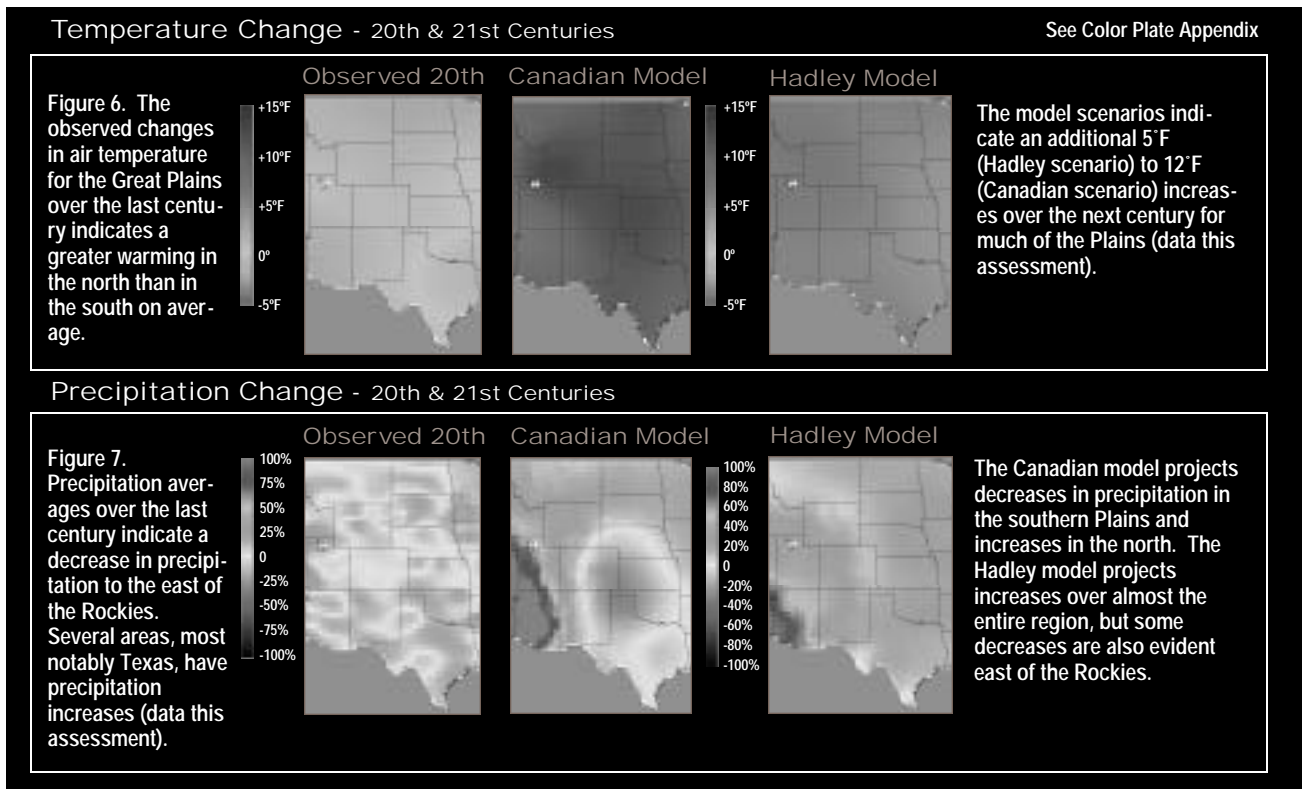 Temperature Change - 20th & 21st Centuries
See Color Plate Appendix
Figure 6. The
observed changes
in air temperature
for the Great Plains
over the last centu-
ry indicates a
greater warming in
the north than in
the south on aver-
age.
Observed 20th
Canadian Model
Hadley Model
+15ºF
+10ºF
+5ºF
0º
-5ºF
+15ºF
+10ºF
+5ºF
0º
-5ºF
The model scenarios indi-
cate an additional 5˚F
(Hadley scenario) to 12˚F
(Canadian scenario) increas-
es over the next century for
much of the Plains (data this
assessment).
Precipitation Change - 20th & 21st Centuries
Figure 7.
Precipitation aver-
ages over the last
century indicate a
decrease in precipi-
tation to the east of
the Rockies.
Several areas, most
notably Texas, have
precipitation
increases (data this
assessment).
Observed 20th
Canadian Model
Hadley Model
100%
75%
50%
25%
0
-25%
-50%
-75%
-100%
100%
80%
60%
40%
20%
0
-20%
-40%
-60%
-80%
-100%
The Canadian model projects
decreases in precipitation in
the southern Plains and
increases in the north. The
Hadley model projects
increases over almost the
entire region, but some
decreases are also evident
east of the Rockies.